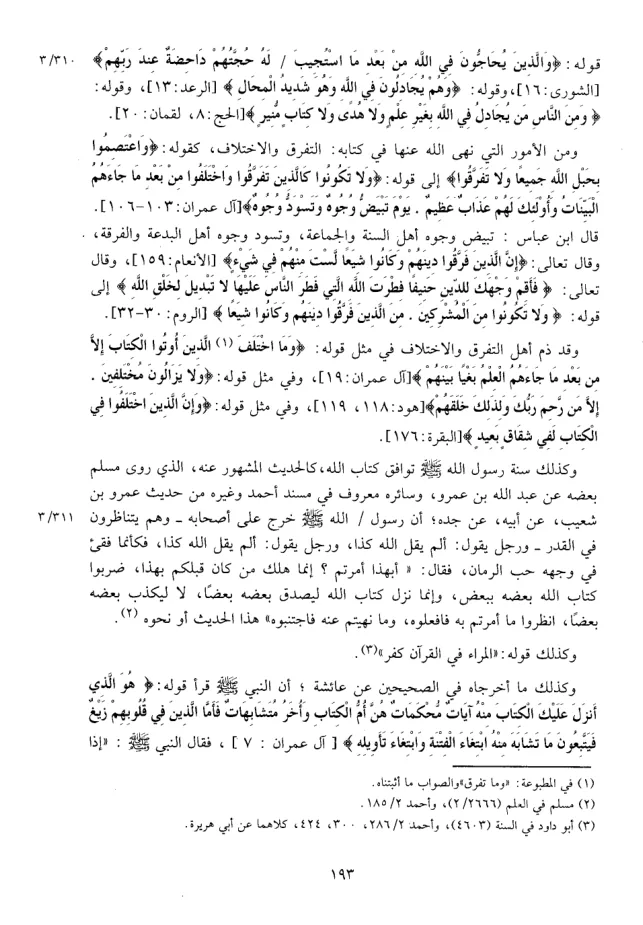 قوله: ﴿وَالَّذِينَ يُحَاجُّونَ فِي اللَّه مِنْ بَعْد مَا اسْتُجِيبَ / لَهُ حُجَّتُهُمْ دَاحِضَةٌ عِندَ رَبِّهِمْ﴾ ٣/٣١٠
[الشورى:١٦]، وقوله: ﴿وَهُمْ يُجَادِلُونَ فِي اللَّه وَهُوَ شَدِيدُ الْمِحَال﴾ [الرعد:١٣]، وقوله:
﴿ وَمِنَ النَّاسِ مَن يُجَادِلُ فِي اللَّه بِغَيْرِ عِلْمٍ وَلا هُدًى وَلا كِتَابٍ مُّنِيرٍ ﴾[الحج:٨، لقمان:٢٠].
ومن الأمور التي نهى الله عنها في كتابه: التفرق والاختلاف، كقوله: ﴿وَاعْتَصِمُوا
بِحَبْلِ اللَّه جَمِيعًا وَلا تَفَرَّقُوا﴾ إلى قوله: ﴿وَلا تَكُونُوا كَالَّذِينَ تَفَرَّقُوا وَاخْتَلَفُوا مِنْ بَعْد مَا جَاءَهُمُ
الْبَيِّنَاتُ وَأُوْلَئِكَ لَهُمْ عَذَابٌ عَظِيمٌ . يَوْمَ تَبْيَضُّ وُجُوهٌ وَتَسْوَدُّ وُجُوهٌ﴾[آل عمران:١٠٣-١٠٦].
قال ابن عباس : تبيض وجوه أهل السنة والجماعة، وتسود وجوه أهل البدعة والفرقة،
وقال تعالى: ﴿إِنَّ الَّذِينَ فَرَّقُوا دِينَهُمْ وَكَانُوا شِيَعًا لَّسْتَ مِنْهُمْ فِي شَيْءٍ﴾ [الأنعام:١٥٩]، وقال
تعالى: ﴿ فَأَقِمْ وَجْهَكَ لِلدِّينِ حَنِيفًا فِطْرَتَ اللَّه الَّتِي فَطَرَ النَّاسَ عَلَيْهَا لا تَبْدِيلَ لِخَلْقِ اللَّه ﴾ إلى
قوله: ﴿ وَلا تَكُونُوا مِنَ الْمُشْرِكِينَ . مِنَ الَّذِينَ فَرَّقُوا دِينَهُمْ وَكَانُوا شِيَعًا ﴾ [الروم:٣٠-٣٢].
وقد ذم أهل التفرق والاختلاف في مثل قوله: ﴿وَمَا اخْتَلَفَ (١) الَّذِينَ أُوتُوا الْكِتَابَ إِلاَّ
مِن بَعْد مَا جَاءَهُمُ الْعِلْمُ بَغْيًا بَيْنَهُمْ ﴾[آل عمران:١٩]، وفي مثل قوله: ﴿وَلا يَزَالُونَ مُخْتَلِفِينَ .
إِلاَّ مَن رَّحِمَ رَبُّكَ وَلِذَلِكَ خَلَقَهُمْ﴾[هود:١١٨، ١١٩]، وفي مثل قوله: ﴿وَإِنَّ الَّذِينَ اخْتَلَفُوا فِي
الْكِتَابِ لَفِي شِقَاقٍ بَعِيدٍ ﴾[البقرة:١٧٦].
وكذلك سنة رسول الله ﷺ توافق كتاب الله،كالحديث المشهور عنه، الذي روى مسلم
بعضه عن عبد الله بن عمرو، وسائره معروف في مسند أحمد وغيره من حديث عمرو بن
شعيب، عن أبيه، عن جده؛ أن رسول / الله ﷺ خرج على أصحابه ـ وهم يتناظرون ٣/٣١١
في القدر ـ ورجل يقول: ألم يقل الله كذا، ورجل يقول: ألم يقل الله كذا، فكأنما فقئ
في وجهه حب الرمان، فقال: « أبهذا أمرتم ؟ إنما هلك من كان قبلكم بهذا، ضربوا
كتاب الله بعضه ببعض، وإنما نزل كتاب الله ليصدق بعضه بعضًا، لا ليكذب بعضه
بعضًا، انظروا ما أمرتم به فافعلوه، وما نهيتم عنه فاجتنبوه» هذا الحديث أو نحوه (٢).
وكذلك قوله: «المراء في القرآن كفر»(٣).
وكذلك ما أخرجاه في الصحيحين عن عائشة ؛ أن النبي ﷺ قرأ قوله: ﴿ هُوَ الَّذِي
أَنزَلَ عَلَيْكَ الْكِتَابَ مِنْهُ آيَاتٌ مُّحْكَمَاتٌ هُنَّ أُمُّ الْكِتَابِ وَأُخَرُ مُتَشَابِهَاتٌ فَأَمَّا الَّذِينَ فِي قُلُوبِهِمْ زَيْغٌ
فَيَتَّبِعُونَ مَا تَشَابَهَ مِنْهُ ابْتِغَاءَ الْفِتْنَةِ وَابْتِغَاءَ تَأْوِيلِهِ ﴾ [ آل عمران : ٧ ] ، فقال النبي ﷺ : «إذا
(١) في المطبوعة: «وما تفرق»والصواب ما أثبتناه.
(٢) مسلم في العلم (٢/٢٦٦٦)، وأحمد ١٨٥/٢.
(٣) أبو داود في السنة (٤٦٠٣)، وأحمد ٢٨٦/٢، ٣٠٠، ٤٢٤، كلاهما عن أبي هريرة.
١٩٣